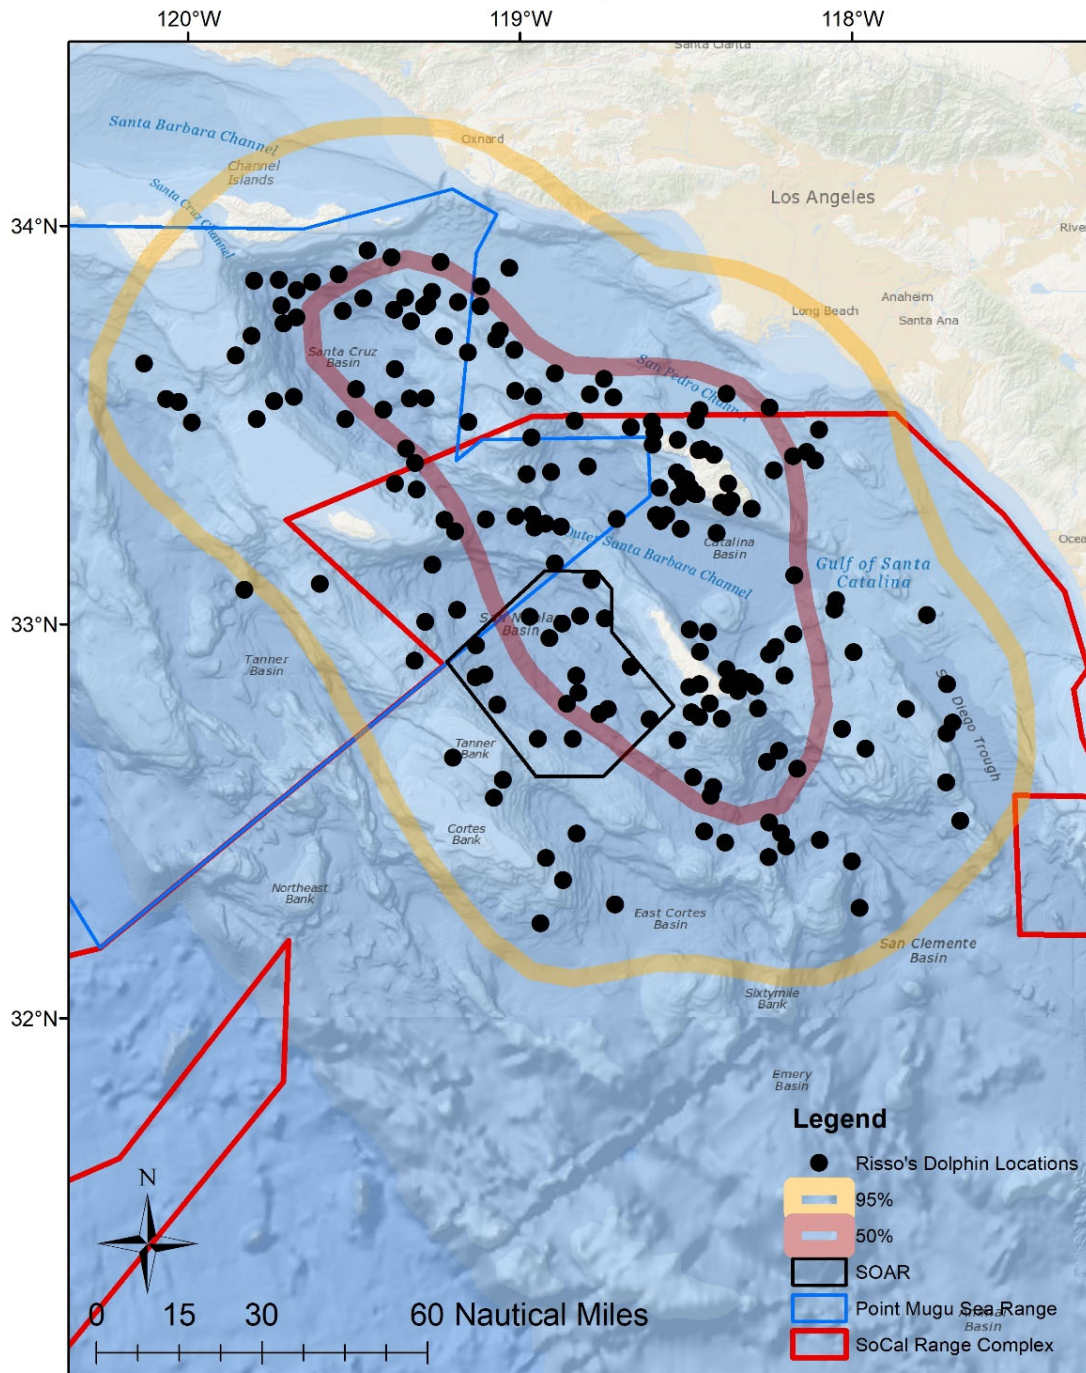 120°W
119°W
118°W
Santa Clarita
Santa Barbara Channel
Oxnard
Channel
Islands
Santa Cruz Channel
Los Angeles
34°N
Anaheim
Long Beach
Santa Ana
Santa Cruz
Basin
San Pedro Channel
Catalina
Basin
Outer Santa Barbara Channel
Gulf of Santa
Catalina
33°N
San Nicolas
Basin
Tanner
Basin
San Diego Trough
Tanner
Bank
Cortes
Bank
Northeast
Bank
East Cortes
Basin
San Clemente
Basin
Sixtymile
Bank
32°N
Emery
Basin
Legend
Risso's Dolphin Locations
95%
50%
SOAR
Point Mugu Sea Range
Basin
SoCal Range Complex
N
0 15 30 60 Nautical Miles